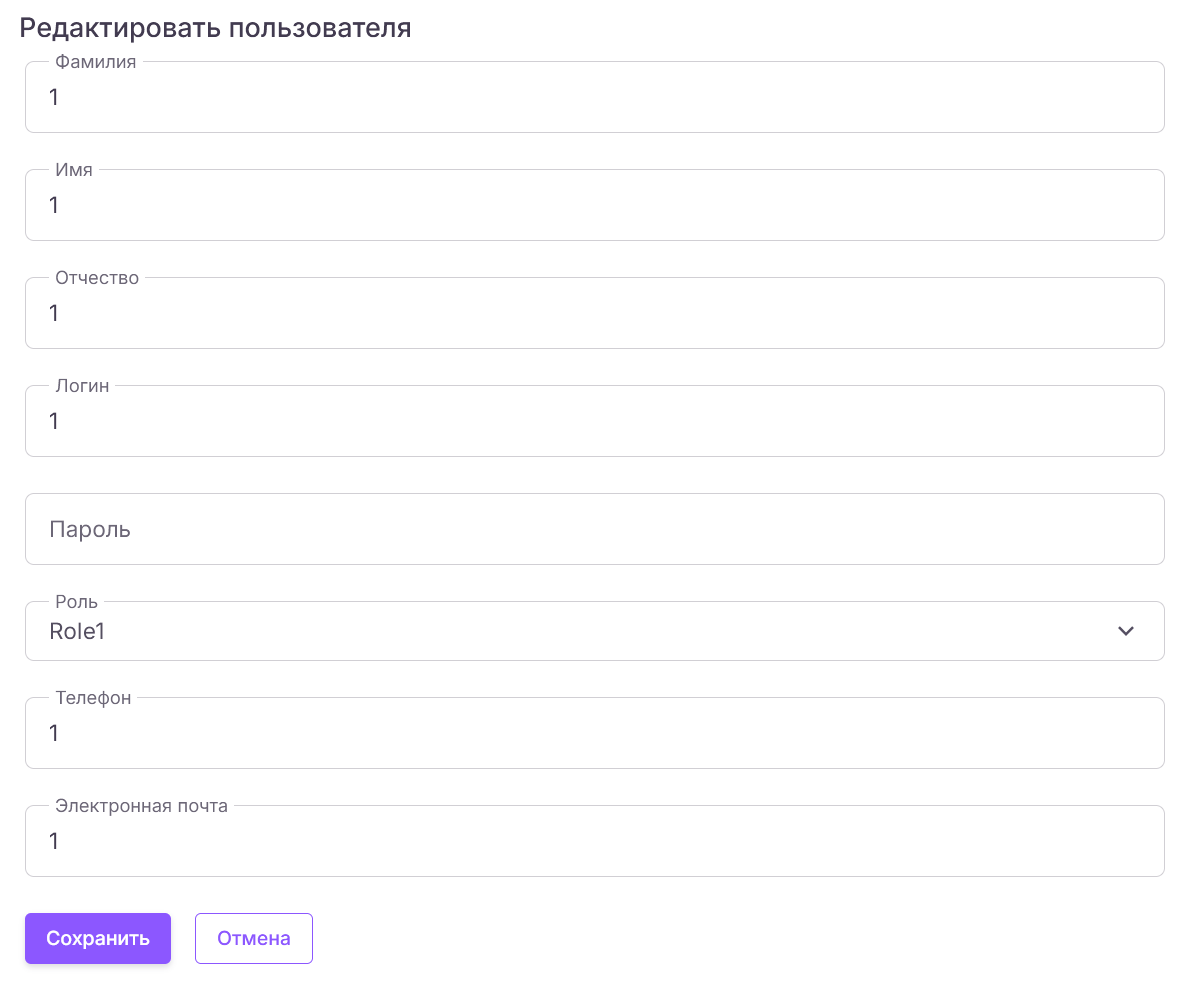 Редактировать пользователя
Фамилия
1
Имя
1
Отчество
1
Логин
1
Пароль
Роль
Role1
Телефон
1
Электронная почта
1
Сохранить Отмена